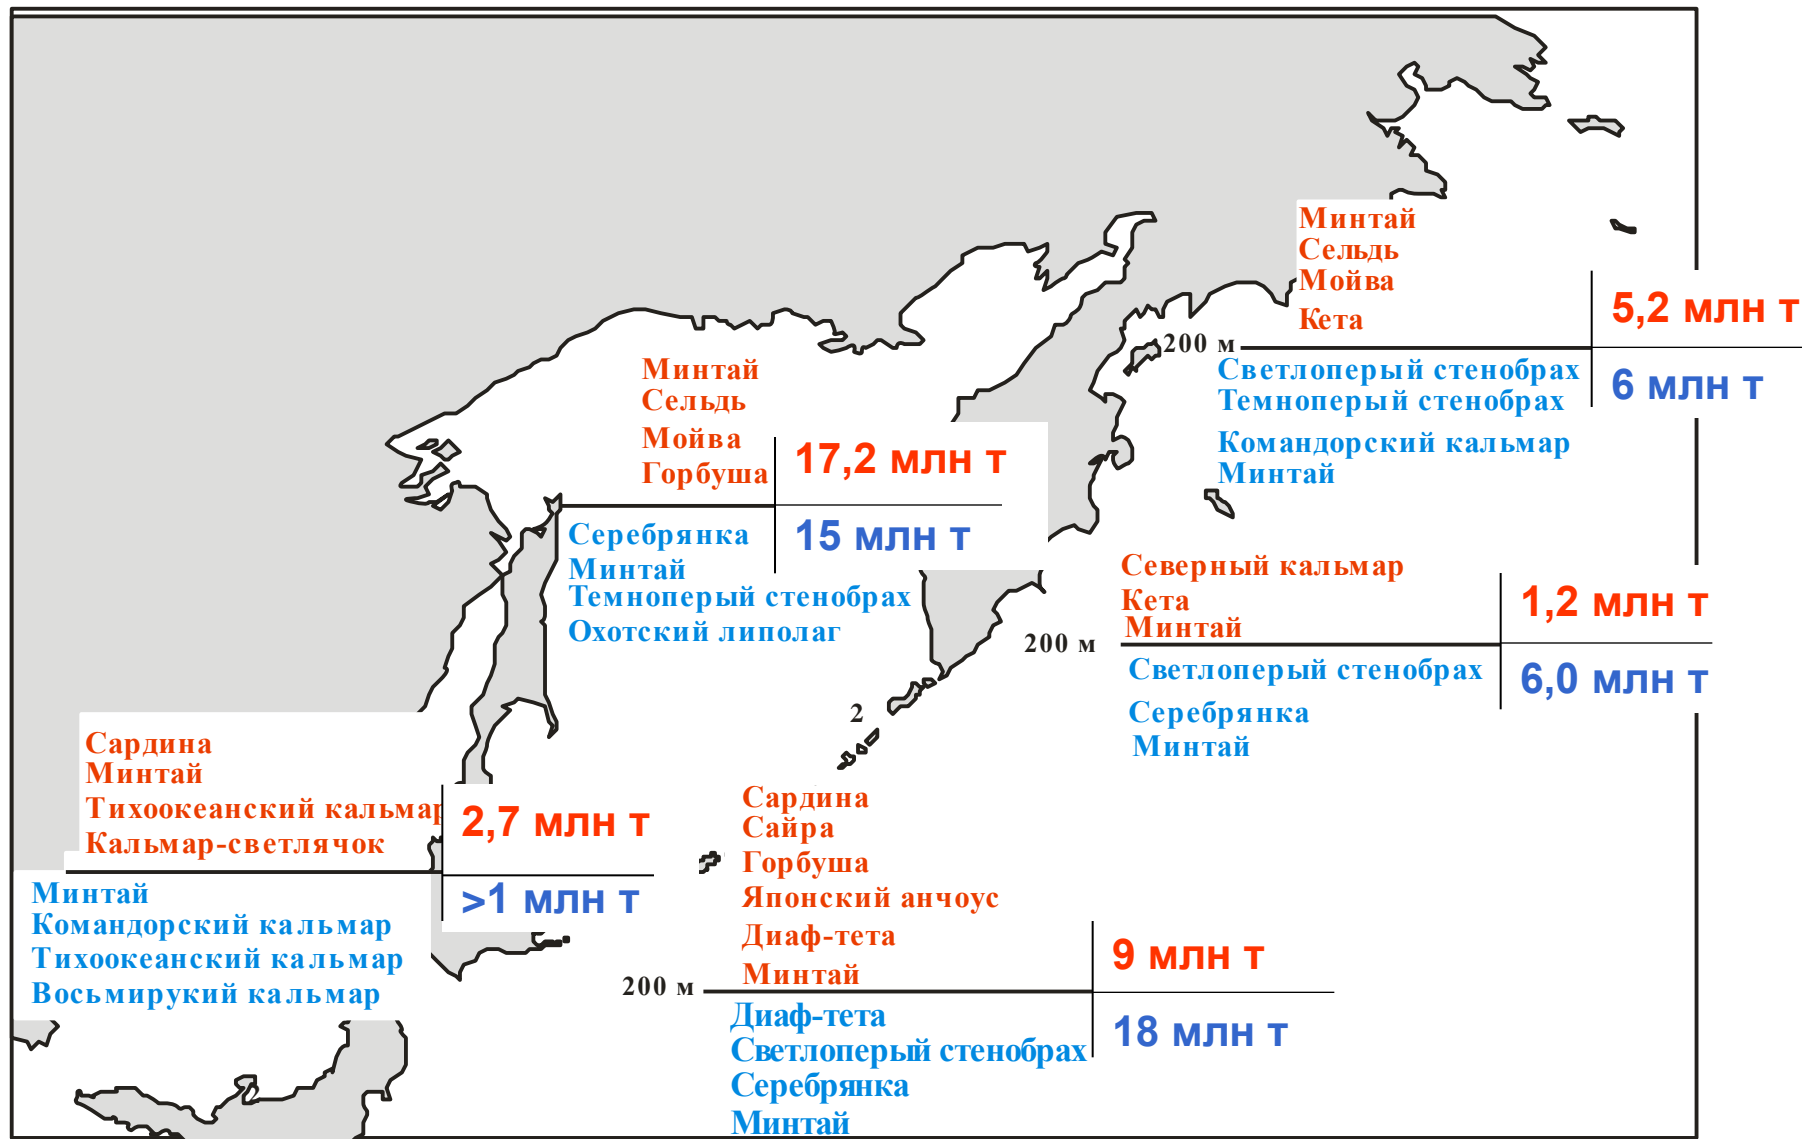 Минтай
Сельдь
Мойва
Кета
5,2 млн т
200 м
Светлоперый стенобрах
Темноперый стенобрах
Командорский кальмар
Минтай
6 млн т
Минтай
Сельдь
Мойва
Горбуша
17,2 млн т
Серебрянка
Минтай
Темноперый стенобрах
Охотский липолаг
15 млн т
Северный кальмар
Кета
Минтай
1,2 млн т
200 м
Светлоперый стенобрах
Серебрянка
Минтай
6,0 млн т
2
Сардина
Минтай
Тихоокеанский кальмар
Кальмар-светлячок
2,7 млн т
Минтай
Командорский кальмар
Тихоокеанский кальмар
Восьмирукий кальмар
>1 млн т
Сардина
Сайра
Горбуша
Японский анчоус
Диаф-тета
Минтай
9 млн т
200 м
Диаф-тета
Светлоперый стенобрах
Серебрянка
Минтай
18 млн т